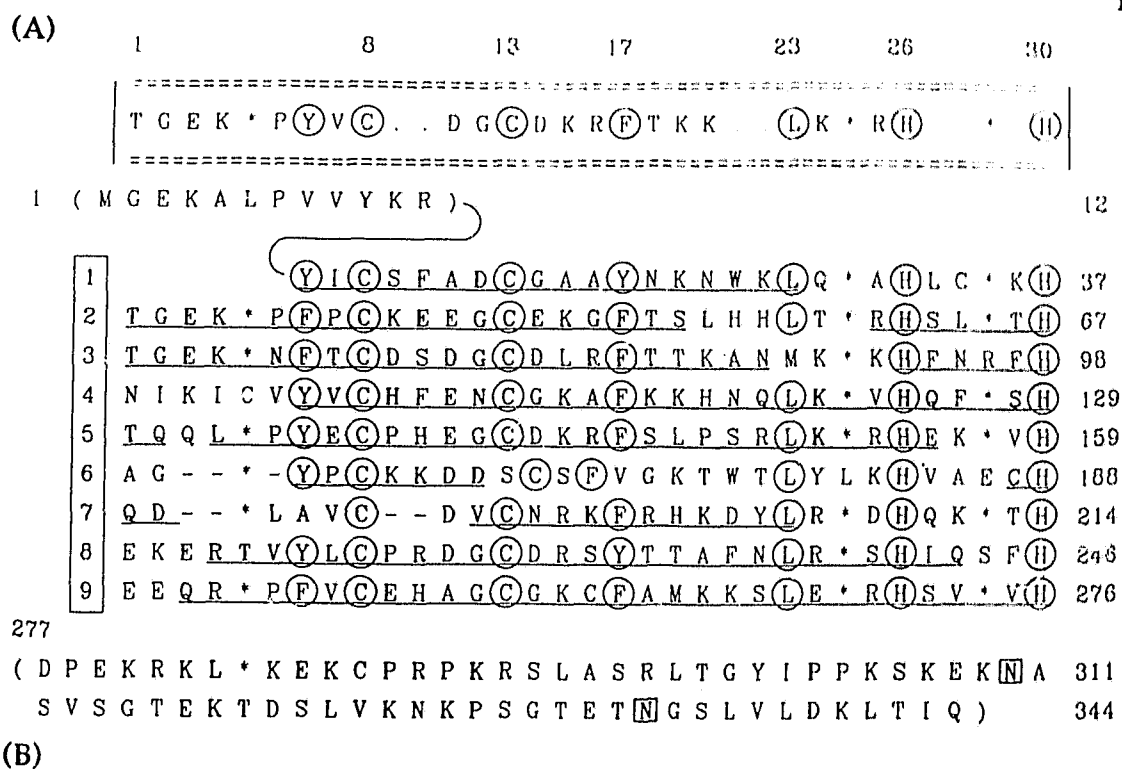 (A)
1 8 13 17 23 26 30
T G E K * P Y V C . . D G C D K R F T K K . . L K * R H * H
1 ( M G E K A L P V V Y K R ) 12
1 Y I C S F A D C G A A Y N K N W K L Q * A H L C * K H 37
2 T G E K * P F P C K E E G C E K G F T S L H H L T * R H S L * T H 67
3 T G E K * N F T C D S D G C D L R F T T K A N M K * K H F N R F H 98
4 N I K I C V Y V C H F E N C G K A F K K H N Q L K * V H Q F * S H 129
5 T Q Q L * P Y E C P H E G C D K R F S L P S R L K * R H E K * V H 159
6 A G - - * - Y P C K K D D S C S F V G K T W T L Y L K H V A E C H 188
7 Q D - - * L A V C - - D V C N R K F R H K D Y L R * D H Q K * T H 214
8 E K E R T V Y L C P R D G C D R S Y T T A F N L R * S H I Q S F H 246
9 E E Q R * P F V C E H A G C G K C F A M K K S L E * R H S V * V H 276
277
( D P E K R K L * K E K C P R P K R S L A S R L T G Y I P P K S K E K N A 311
S V S G T E K T D S L V K N K P S G T E T N G S L V L D K L T I Q ) 344
(B)